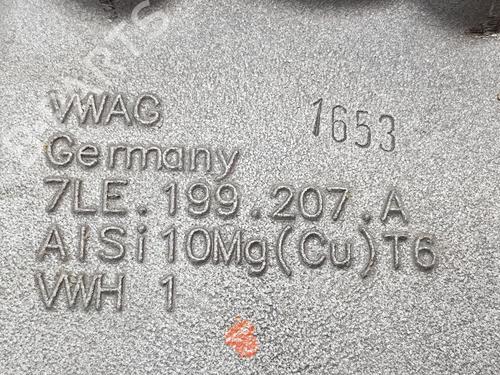 VWAG
1653
Germany
7LE.199.207.A
AlSi10Mg(Cu)T6
VWH 1